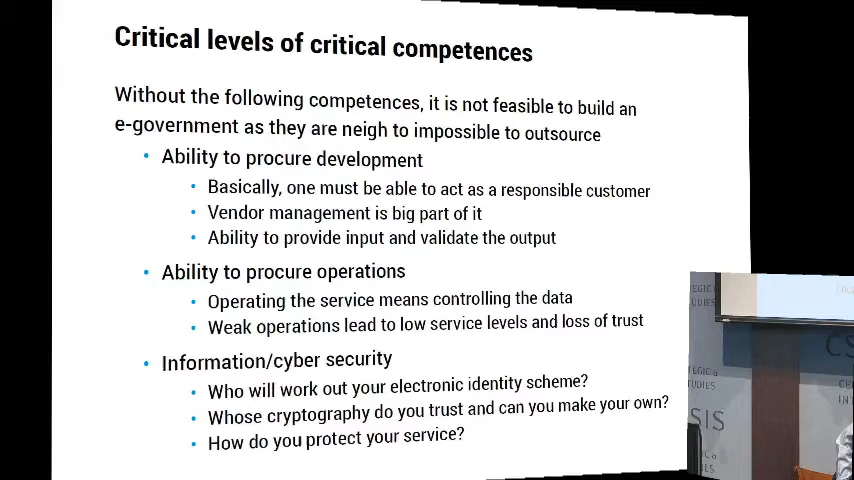 Critical levels of critical competences
Without the following competences, it is not feasible to build an
e-government as they are neigh to impossible to outsource
• Ability to procure development
• Basically, one must be able to act as a responsible customer
• Vendor management is big part of it
• Ability to provide input and validate the output
• Ability to procure operations
• Operating the service means controlling the data
• Weak operations lead to low service levels and loss of trust
• Information/cyber security
• Who will work out your electronic identity scheme?
• Whose cryptography do you trust and can you make your own?
• How do you protect your service?
CS
SIS